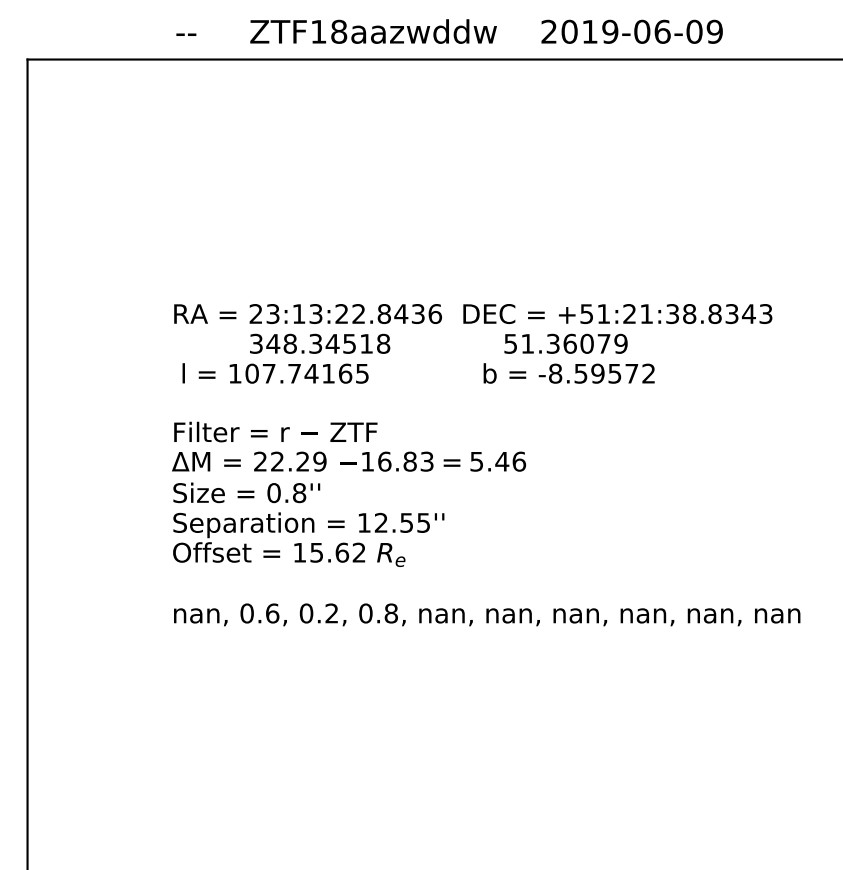 -- ZTF18aazwddw 2019-06-09
RA = 23:13:22.8436 DEC = +51:21:38.8343
348.34518 51.36079
l = 107.74165 b = -8.59572
Filter = r − ZTF
ΔM = 22.29 −16.83 = 5.46
Size = 0.8''
Separation = 12.55''
Offset = 15.62 Re
nan, 0.6, 0.2, 0.8, nan, nan, nan, nan, nan, nan